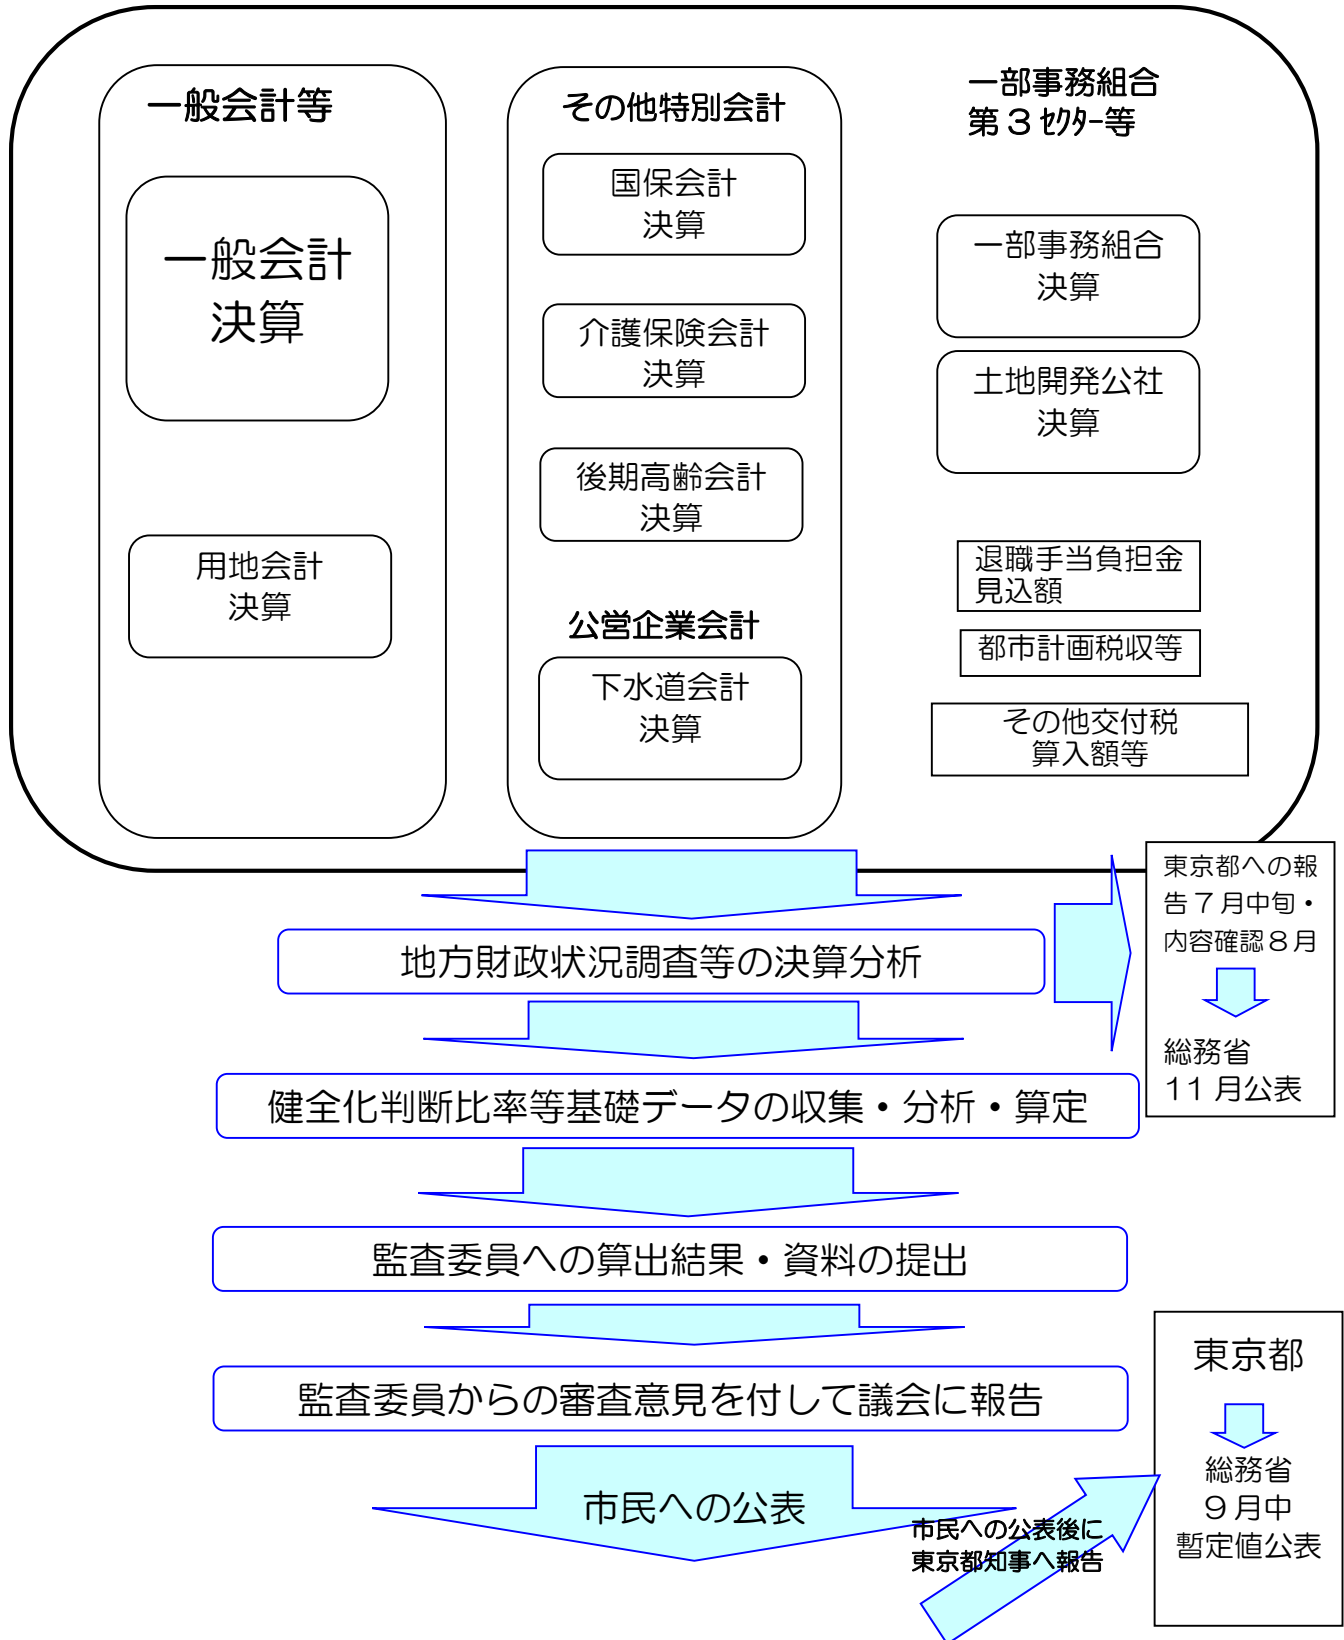 一般会計等
一般会計
決算
用地会計
決算
その他特別会計
国保会計
決算
介護保険会計
決算
後期高齢会計
決算
公営企業会計
下水道会計
決算
一部事務組合
第３ｾｸﾀｰ等
一部事務組合
決算
土地開発公社
決算
退職手当負担金
見込額
都市計画税収等
その他交付税
算入額等
地方財政状況調査等の決算分析
東京都への報
告７月中旬・
内容確認８月
総務省
11月公表
健全化判断比率等基礎データの収集・分析・算定
監査委員への算出結果・資料の提出
監査委員からの審査意見を付して議会に報告
市民への公表
市民への公表後に
東京都知事へ報告
東京都
総務省
９月中
暫定値公表